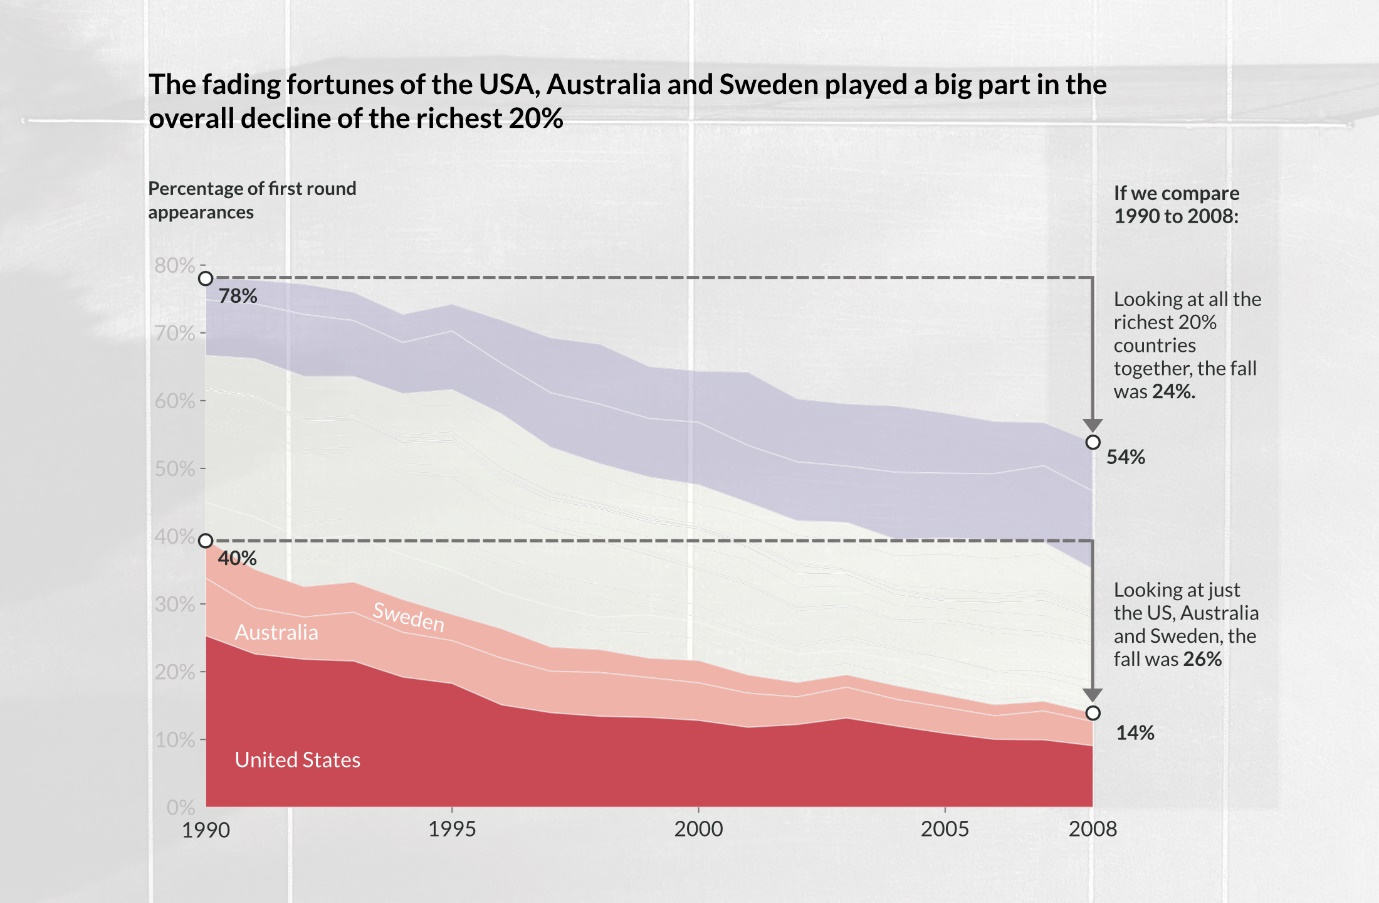 The fading fortunes of the USA, Australia and Sweden played a big part in the
overall decline of the richest 20%
Percentage of first round
appearances
If we compare
1990 to 2008:
80%
78%
70%
60%
50%
40%
40%
30%
20%
10%
0%
Looking at all the
richest 20%
countries
together, the fall
was 24%.
54%
Looking at just
the US, Australia
and Sweden, the
fall was 26%
14%
Sweden
Australia
United States
1990
1995
2000
2005
2008